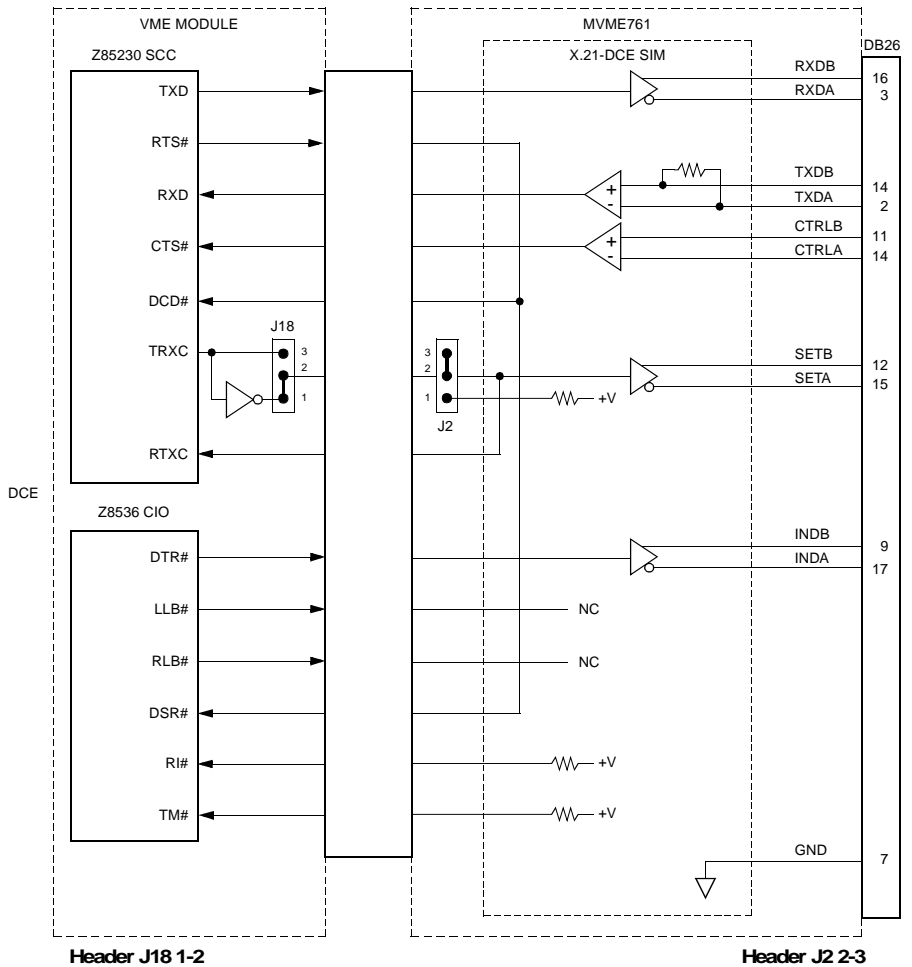 VME MODULE
MVME761
Z85230 SCC
X.21-DCE SIM
DB26
TXD
RXDB
16
RXDA
3
RTS#
TXDB
14
RXD
TXDA
2
CTRLB
11
CTS#
CTRLA
14
DCD#
J18
TRXC
3
3
2
2
SETB
12
SETA
15
1
1
+V
J2
RTXC
DCE
Z8536 CIO
INDB
9
DTR#
INDA
17
LLB#
NC
RLB#
NC
DSR#
RI#
+V
TM#
+V
GND
7
+
-
+
-
Header J18 1-2
Header J2 2-3